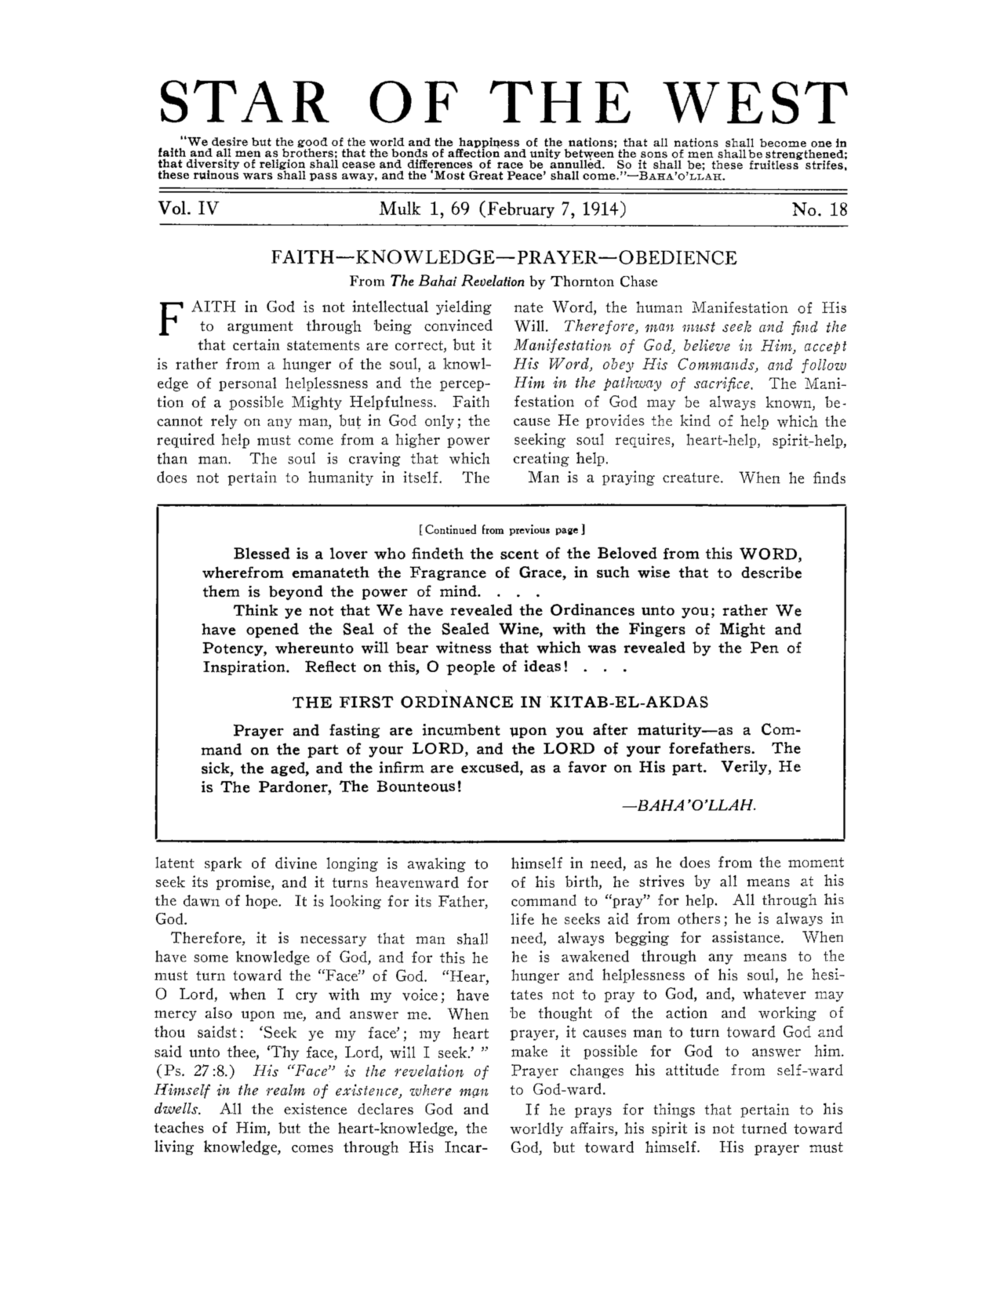 STAR OF THE WEST
"We desire but the good of the world and the happiness of the nations; that all nations shall become one in
faith and all men as brothers; that the bonds of affection and unity between the sons of men shall be strengthened;
that diversity of religion shall cease and differences of race be annulled. So it shall be; these fruitless strifes,
these ruinous wars shall pass away, and the 'Most Great Peace' shall come."—BAHA'O'LLAH.
Vol. IV Mulk 1, 69 (February 7, 1914) No. 18
FAITH—KNOWLEDGE—PRAYER—OBEDIENCE
From The Bahai Revelation by Thornton Chase
FAITH in God is not intellectual yielding
to argument through being convinced
that certain statements are correct, but it
is rather from a hunger of the soul, a knowl-
edge of personal helplessness and the percep-
tion of a possible Mighty Helpfulness. Faith
cannot rely on any man, but in God only; the
required help must come from a higher power
than man. The soul is craving that which
does not pertain to humanity in itself. The
latent spark of divine longing is awaking to
seek its promise, and it turns heavenward for
the dawn of hope. It is looking for its Father,
God.
Therefore, it is necessary that man shall
have some knowledge of God, and for this he
must turn toward the "Face" of God. "Hear,
O Lord, when I cry with my voice; have
mercy also upon me, and answer me. When
thou saidst: 'Seek ye my face'; my heart
said unto thee, 'Thy face, Lord, will I seek.' "
(Ps. 27:8.) His "Face" is the revelation of
Himself in the realm of existence, where man
dwells. All the existence declares God and
teaches of Him, but the heart-knowledge, the
living knowledge, comes through His Incar-
nate Word, the human Manifestation of His
Will. Therefore, man must seek and find the
Manifestation of God, believe in Him, accept
His Word, obey His Commands, and follow
Him in the pathway of sacrifice. The Mani-
festation of God may be always known, be-
cause He provides the kind of help which the
seeking soul requires, heart-help, spirit-help,
creating help.
Man is a praying creature. When he finds
himself in need, as he does from the moment
of his birth, he strives by all means at his
command to "pray" for help. All through his
life he seeks aid from others; he is always in
need, always begging for assistance. When
he is awakened through any means to the
hunger and helplessness of his soul, he hesi-
tates not to pray to God, and, whatever may
be thought of the action and working of
prayer, it causes man to turn toward God and
make it possible for God to answer him.
Prayer changes his attitude from self-ward
to God-ward.
If he prays for things that pertain to his
worldly affairs, his spirit is not turned toward
God, but toward himself. His prayer must
[Continued from previous page]
Blessed is a lover who findeth the scent of the Beloved from this WORD,
wherefrom emanateth the Fragrance of Grace, in such wise that to describe
them is beyond the power of mind. . . .
Think ye not that We have revealed the Ordinances unto you; rather We
have opened the Seal of the Sealed Wine, with the Fingers of Might and
Potency, whereunto will bear witness that which was revealed by the Pen of
Inspiration. Reflect on this, O people of ideas! . . .
THE FIRST ORDINANCE IN KITAB-EL-AKDAS
Prayer and fasting are incumbent upon you after maturity—as a Com-
mand on the part of your LORD, and the LORD of your forefathers. The
sick, the aged, and the infirm are excused, as a favor on His part. Verily, He
is The Pardoner, The Bounteous!
—BAHA'O'LLAH.